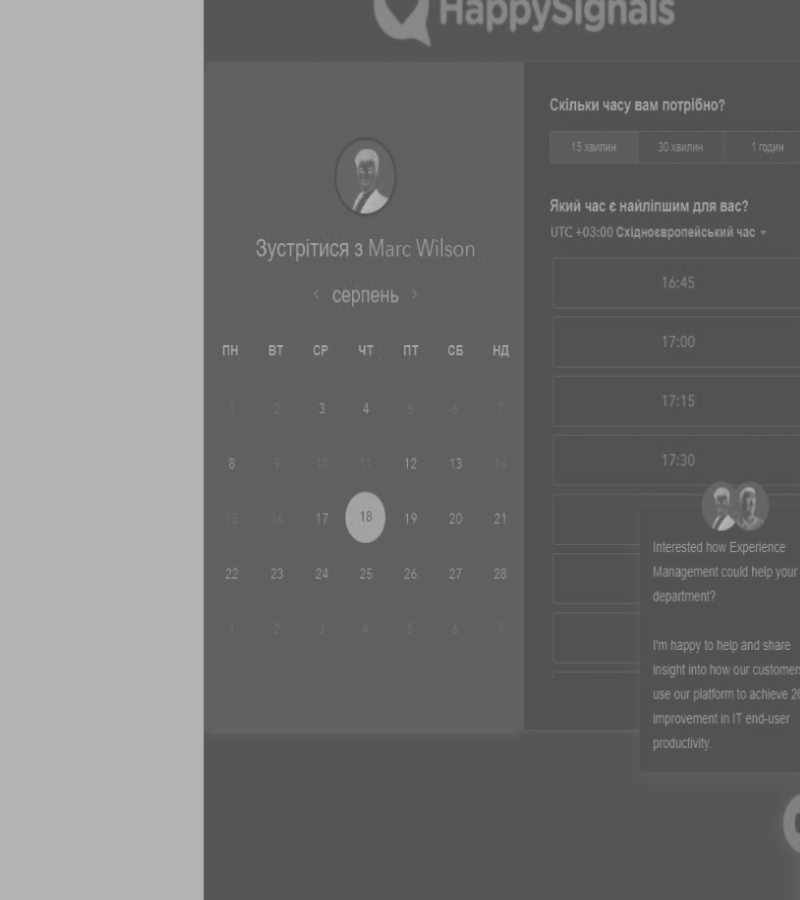 HappySignals
Зустрітися з Marc Wilson
серпень
ПН ВТ СР ЧТ ПТ СБ НД
1 2 3 4 5 6 7
8 9 10 11 12 13 14
15 16 17 18 19 20 21
22 23 24 25 26 27 28
1 2 3 4 5 6 7
Скільки часу вам потрібно?
15 хвилин 30 хвилин 1 годин
Який час є найліпшим для вас?
UTC +03:00 Східноєвропейський час
16:45
17:00
17:15
17:30
Interested how Experience
Management could help your
department?
I'm happy to help and share
insight into how our customers
use our platform to achieve 26
improvement in IT end-user
productivity.